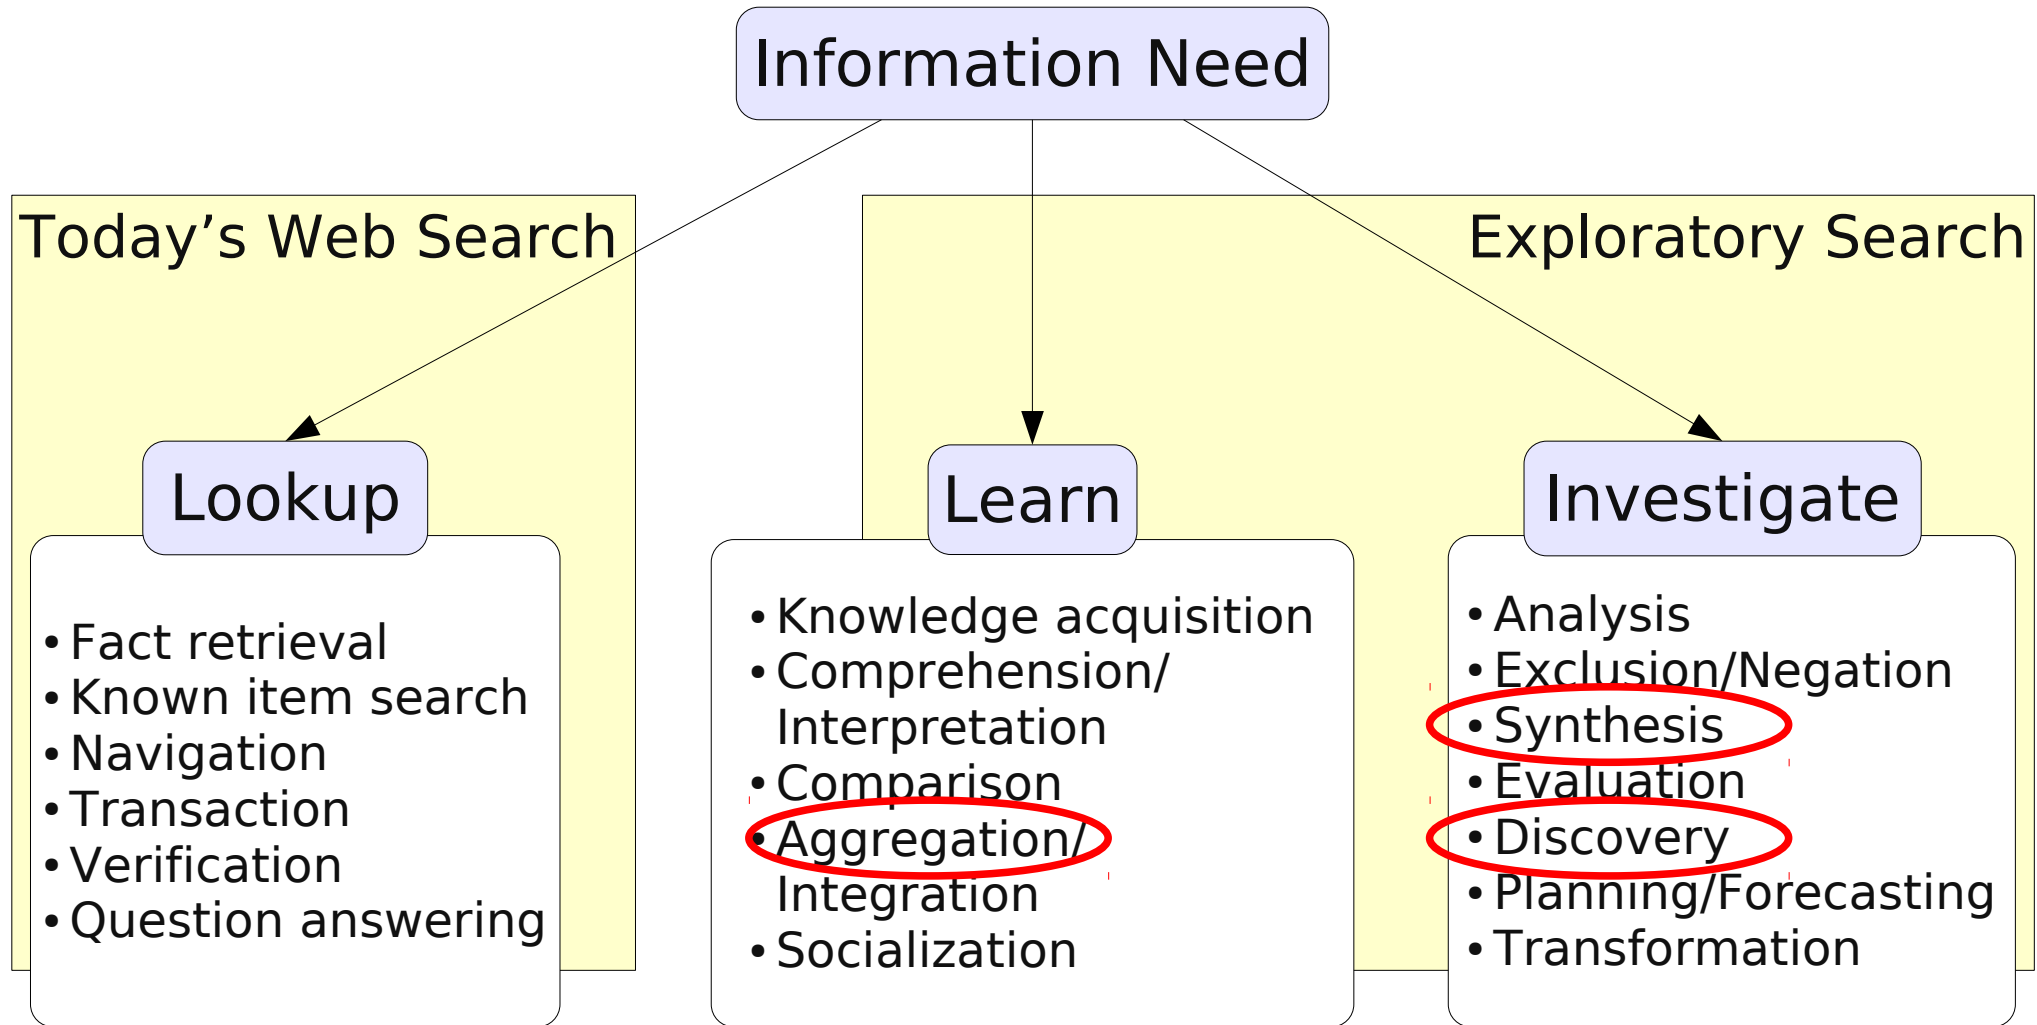 Information Need
Today’s Web Search
Exploratory Search
Lookup
• Fact retrieval
• Known item search
• Navigation
• Transaction
• Verification
• Question answering
Learn
• Knowledge acquisition
• Comprehension/
Interpretation
• Comparison
• Aggregation/
Integration
• Socialization
Investigate
• Analysis
• Exclusion/Negation
• Synthesis
• Evaluation
• Discovery
• Planning/Forecasting
• Transformation